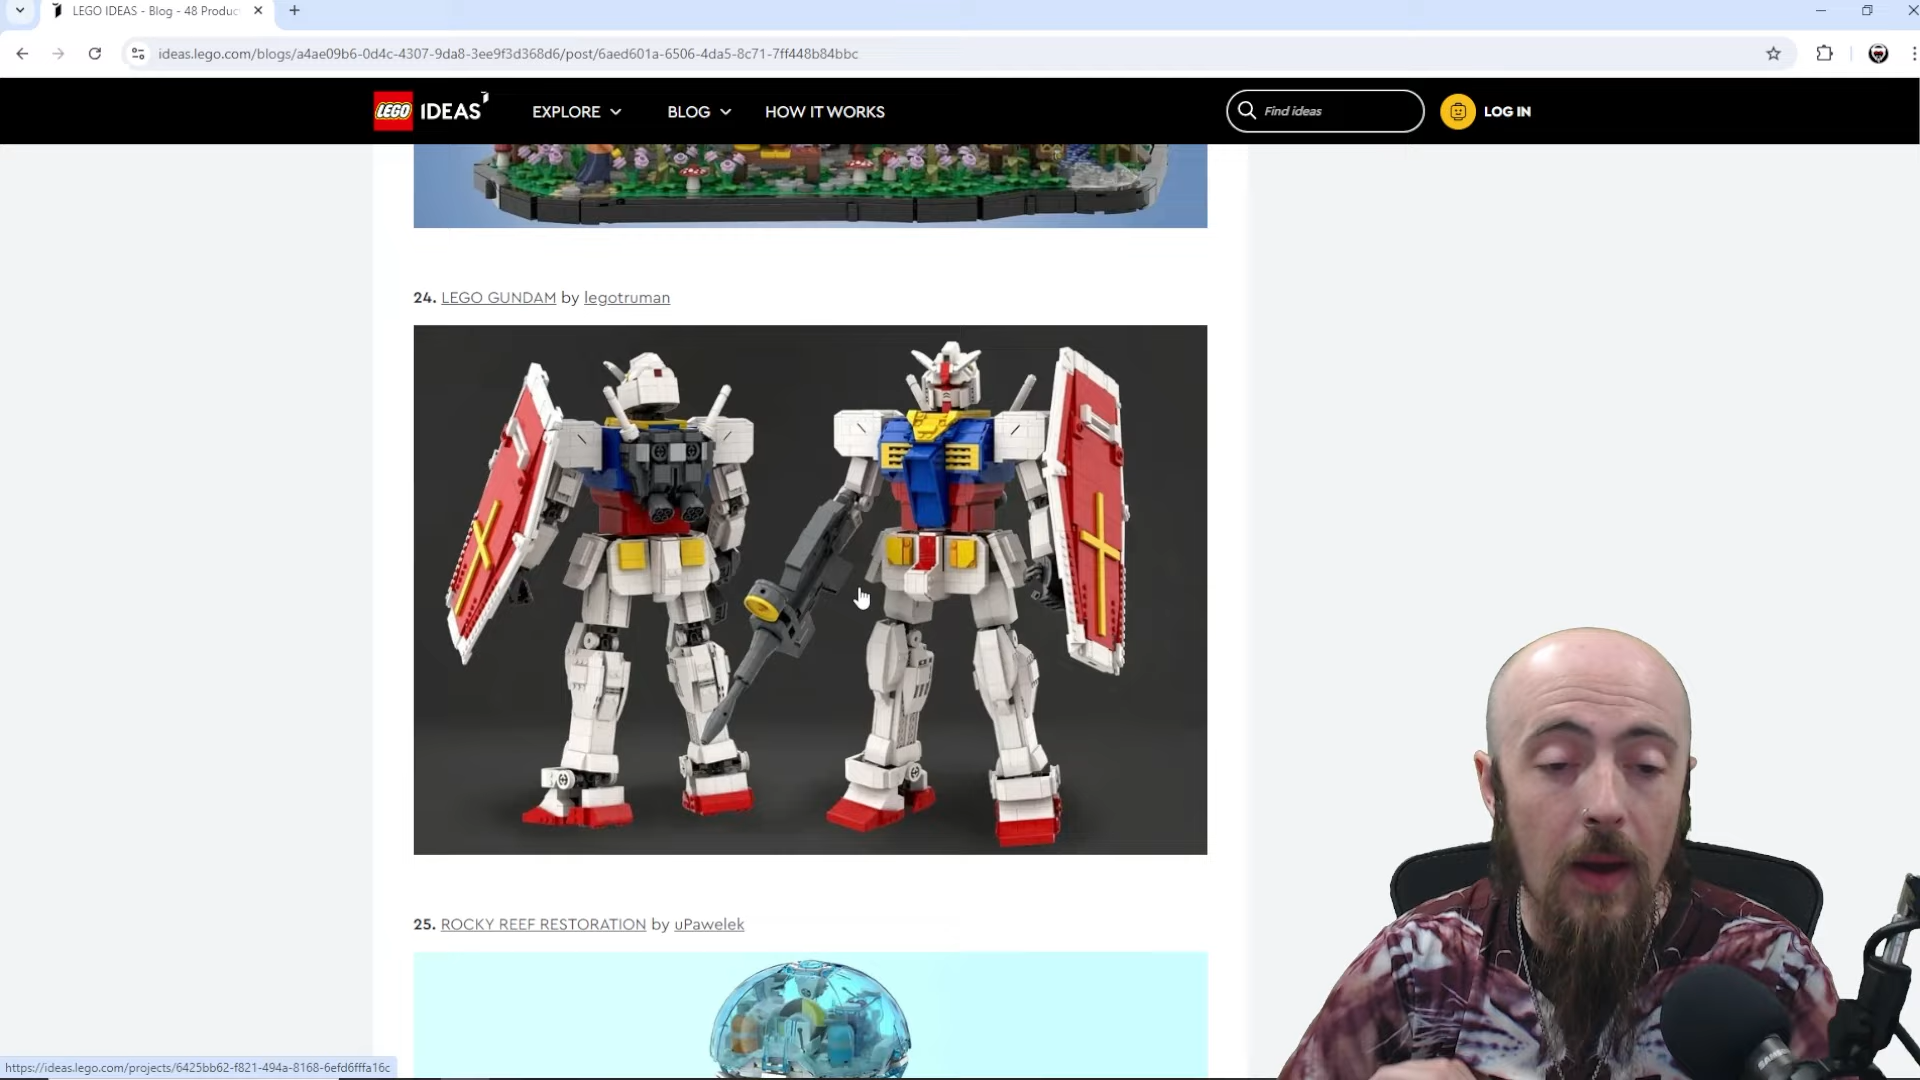 LEGO IDEAS - Blog - 48 Produc
ideas.lego.com/blogs/a4ae09b6-0d4c-4307-9da8-3ee9f3d368d6/post/6aed601a-6506-4da5-8c71-7ff448b84bbc
LEGO IDEAS EXPLORE BLOG HOW IT WORKS Find ideas LOG IN
24. LEGO GUNDAM by legotruman
25. ROCKY REEF RESTORATION by uPawelek
https://ideas.lego.com/projects/6425bb62-f821-494a-8168-6efd6fffa16c